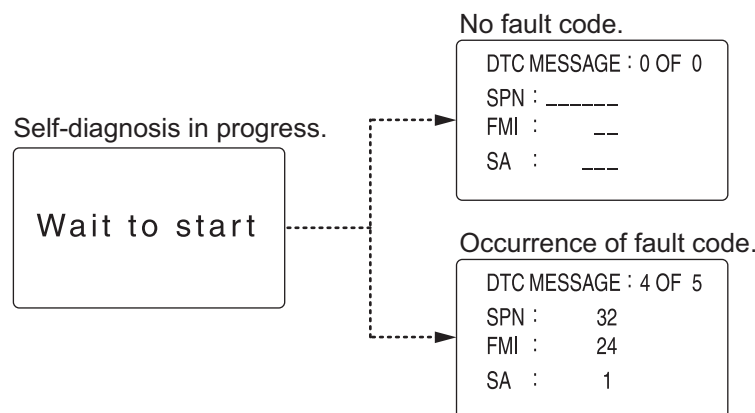 No fault code.
DTC MESSAGE : 0 OF 0
SPN : ______
FMI : __
SA : ___
Self-diagnosis in progress.
Wait to start
Occurrence of fault code.
DTC MESSAGE : 4 OF 5
SPN : 32
FMI : 24
SA : 1